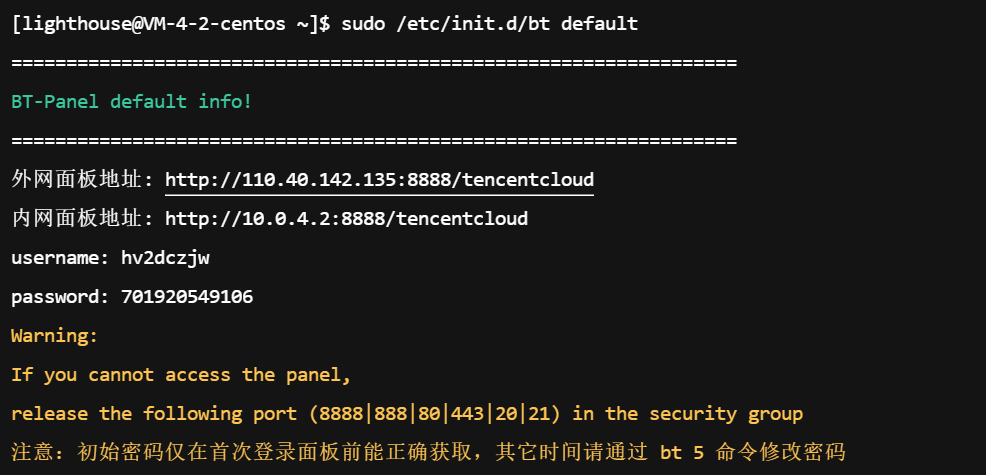 [lighthouse@VM-4-2-centos ~]$ sudo /etc/init.d/bt default
==================================================================
BT-Panel default info!
==================================================================
外网面板地址: http://110.40.142.135:8888/tencentcloud
内网面板地址: http://10.0.4.2:8888/tencentcloud
username: hv2dczjw
password: 701920549106
Warning:
If you cannot access the panel,
release the following port (8888|888|80|443|20|21) in the security group
注意：初始密码仅在首次登录面板前能正确获取，其它时间请通过 bt 5 命令修改密码